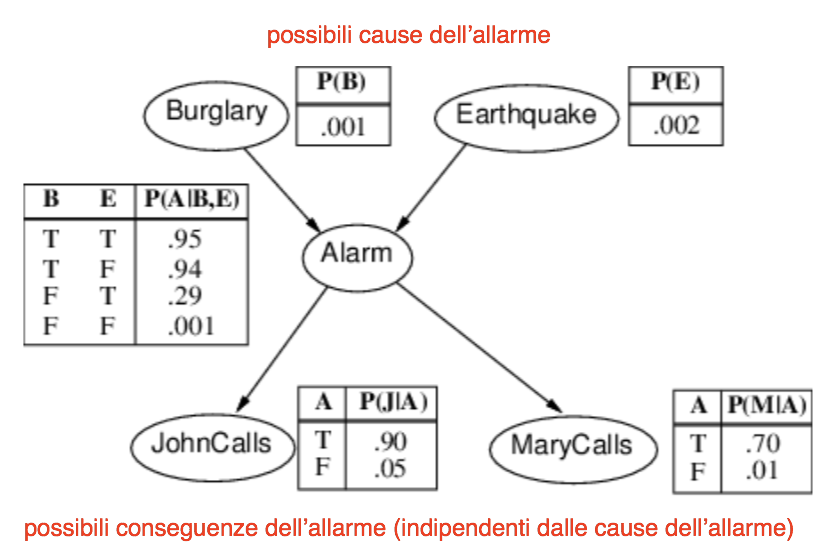 possibili cause dell'allarme
P(B)
.001
P(E)
.002
Burglary
Earthquake
B E P(A|B,E)
T T .95
T F .94
F T .29
F F .001
Alarm
JohnCalls
A P(J|A)
T .90
F .05
MaryCalls
A P(M|A)
T .70
F .01
possibili conseguenze dell'allarme (indipendenti dalle cause dell'allarme)